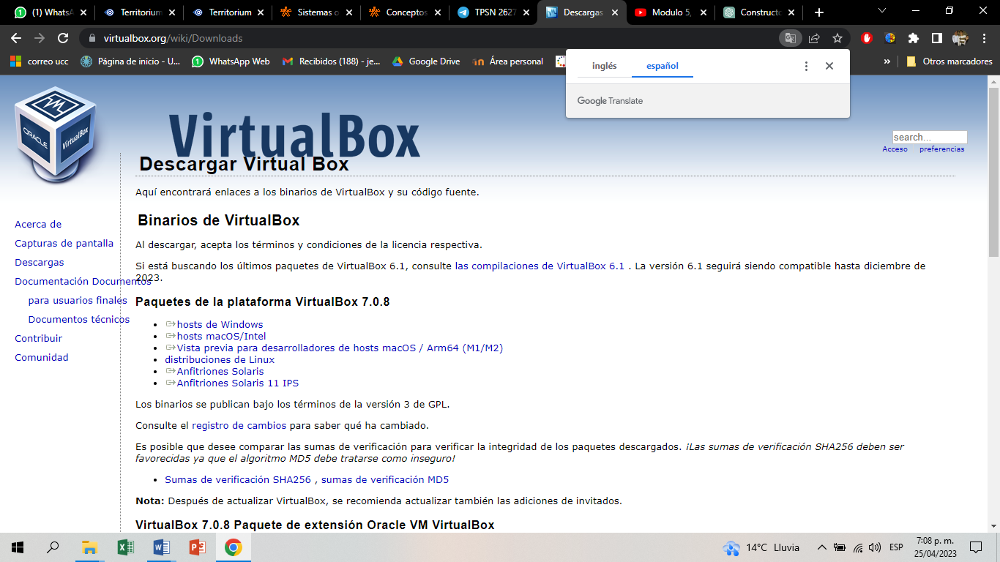 (1) WhatsA
Territorium
Territorium
Sistemas o
Conceptos
TPSN 2627
Descargas
Modulo 5,
Constructo
virtualbox.org/wiki/Downloads
correo ucc
Página de inicio - U...
WhatsApp Web
Recibidos (188) - je...
Google Drive
Área personal
»
Otros marcadores
inglés
español
Google Translate
ORACLE
VirtualBox
VirtualBox
search...
Acceso preferencias
Descargar Virtual Box
Aquí encontrará enlaces a los binarios de VirtualBox y su código fuente.
Acerca de
Capturas de pantalla
Descargas
Documentación Documentos
para usuarios finales
Documentos técnicos
Contribuir
Comunidad
Binarios de VirtualBox
Al descargar, acepta los términos y condiciones de la licencia respectiva.
Si está buscando los últimos paquetes de VirtualBox 6.1, consulte las compilaciones de VirtualBox 6.1 . La versión 6.1 seguirá siendo compatible hasta diciembre de
2023.
Paquetes de la plataforma VirtualBox 7.0.8
hosts de Windows
hosts macOS/Intel
Vista previa para desarrolladores de hosts macOS / Arm64 (M1/M2)
distribuciones de Linux
Anfitriones Solaris
Anfitriones Solaris 11 IPS
Los binarios se publican bajo los términos de la versión 3 de GPL.
Consulte el registro de cambios para saber qué ha cambiado.
Es posible que desee comparar las sumas de verificación para verificar la integridad de los paquetes descargados. ¡Las sumas de verificación SHA256 deben ser
favorecidas ya que el algoritmo MD5 debe tratarse como inseguro!
Sumas de verificación SHA256 , sumas de verificación MD5
Nota: Después de actualizar VirtualBox, se recomienda actualizar también las adiciones de invitados.
VirtualBox 7.0.8 Paquete de extensión Oracle VM VirtualBox
14°C Lluvia
ESP
7:08 p. m.
25/04/2023